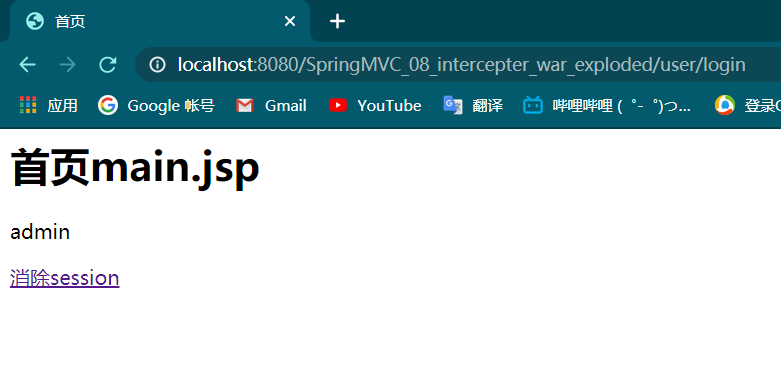 首页
localhost:8080/SpringMVC_08_intercepter_war_exploded/user/login
应用 Google 帐号 Gmail YouTube 翻译 哔哩哔哩 (゜-゜)つ... 登录C
首页main.jsp
admin
消除session